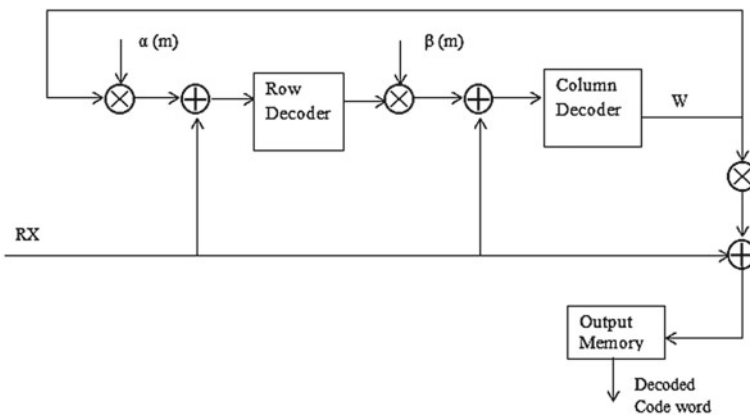 α (m)
β (m)
Row
Decoder
Column
Decoder
W
RX
Output
Memory
Decoded
Code word